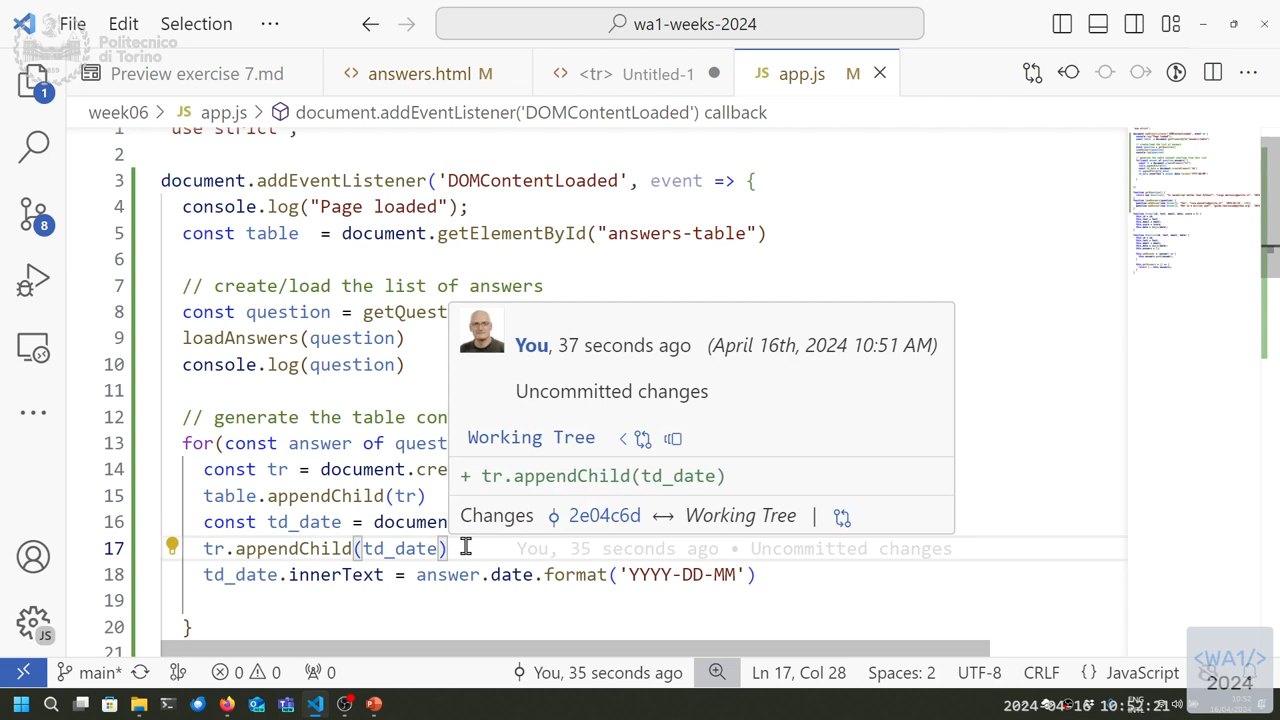 File Edit Selection ··· wa1-weeks-2024
Politecnico
di Torino
Preview exercise 7.md answers.html M <tr> Untitled-1 app.js M
week06 > JS app.js > document.addEventListener('DOMContentLoaded') callback
1 'use strict';
2
3 document.addEventListener( DOMContentLoaded , event => {
4 console.log("Page loaded
5 const table = document.getElementById("answers-table")
6
7 // create/load the list of answers
8 const question = getQuest
9 loadAnswers(question)
10 console.log(question)
11
12 // generate the table con
13 for(const answer of quest
14 const tr = document.cre
15 table.appendChild(tr)
16 const td_date = documen
17 tr.appendChild(td_date) You, 35 seconds ago • Uncommitted changes
18 td_date.innerText = answer.date.format('YYYY-DD-MM')
19
20 }
21
You, 37 seconds ago (April 16th, 2024 10:51 AM)
Uncommitted changes
Working Tree
+ tr.appendChild(td_date)
Changes 2e04c6d ↔ Working Tree |
1
8
JS
main* 0 0 0 You, 35 seconds ago Ln 17, Col 28 Spaces: 2 UTF-8 CRLF {} JavaScript
<WA1/>
2024